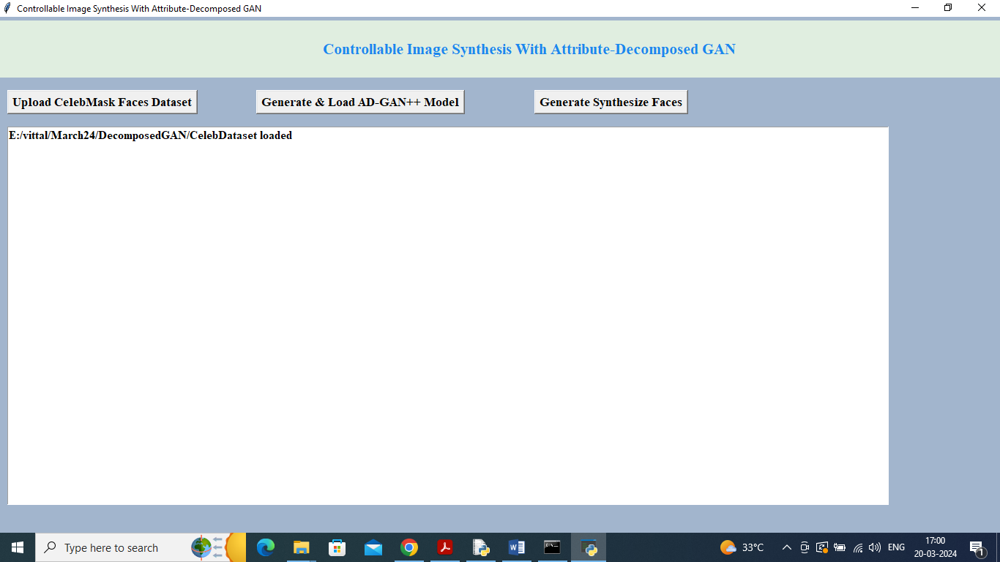 Controllable Image Synthesis With Attribute-Decomposed GAN
Controllable Image Synthesis With Attribute-Decomposed GAN
Upload CelebMask Faces Dataset
Generate & Load AD-GAN++ Model
Generate Synthesize Faces
E:/vittal/March24/DecomposedGAN/CelebDataset loaded
Type here to search
33°C
ENG
17:00
20-03-2024
1